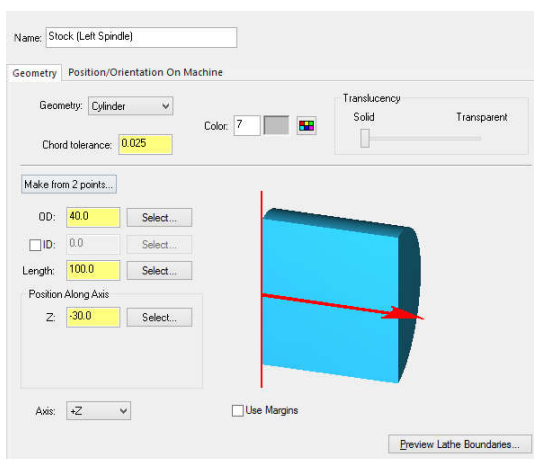 Name: Stock (Left Spindle)
Geometry Position/Orientation On Machine
Geometry: Cylinder
Color: 7
Translucency
Solid Transparent
Chord tolerance: 0.025
Make from 2 points...
OD: 40.0 Select...
ID: 0.0 Select...
Length: 100.0 Select...
Position Along Axis
Z: -30.0 Select...
Axis: +Z
Use Margins
Preview Lathe Boundaries...